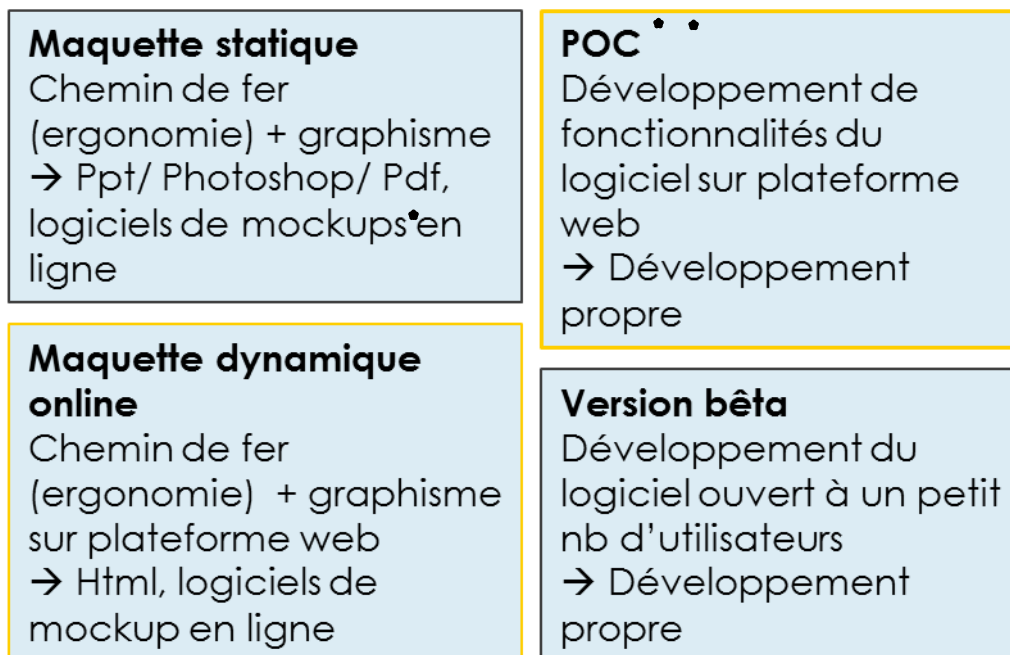 Maquette statique
Chemin de fer
(ergonomie) + graphisme
→ Ppt/ Photoshop/ Pdf,
logiciels de mockups en
ligne
Maquette dynamique
online
Chemin de fer
(ergonomie) + graphisme
sur plateforme web
→ Html, logiciels de
mockup en ligne
POC
Développement de
fonctionnalités du
logiciel sur plateforme
web
→ Développement
propre
Version bêta
Développement du
logiciel ouvert à un petit
nb d’utilisateurs
→ Développement
propre